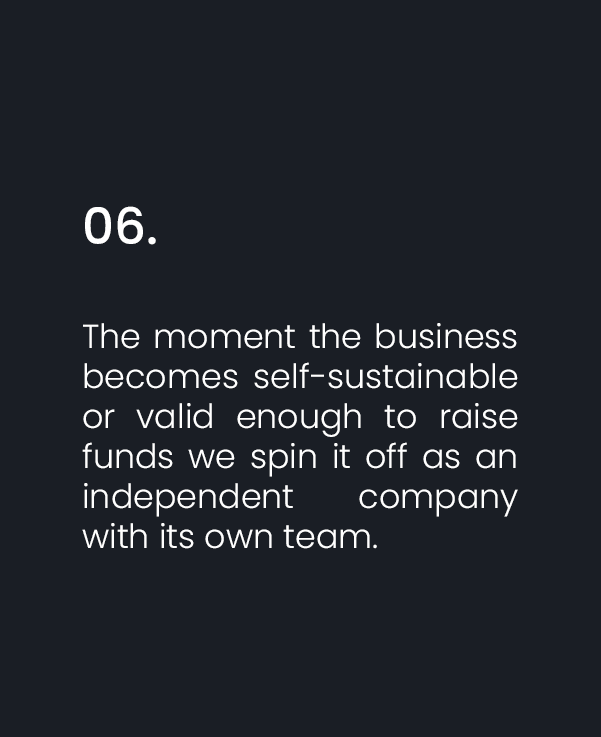 06.
The moment the business
becomes self-sustainable
or valid enough to raise
funds we spin it off as an
independent company
with its own team.